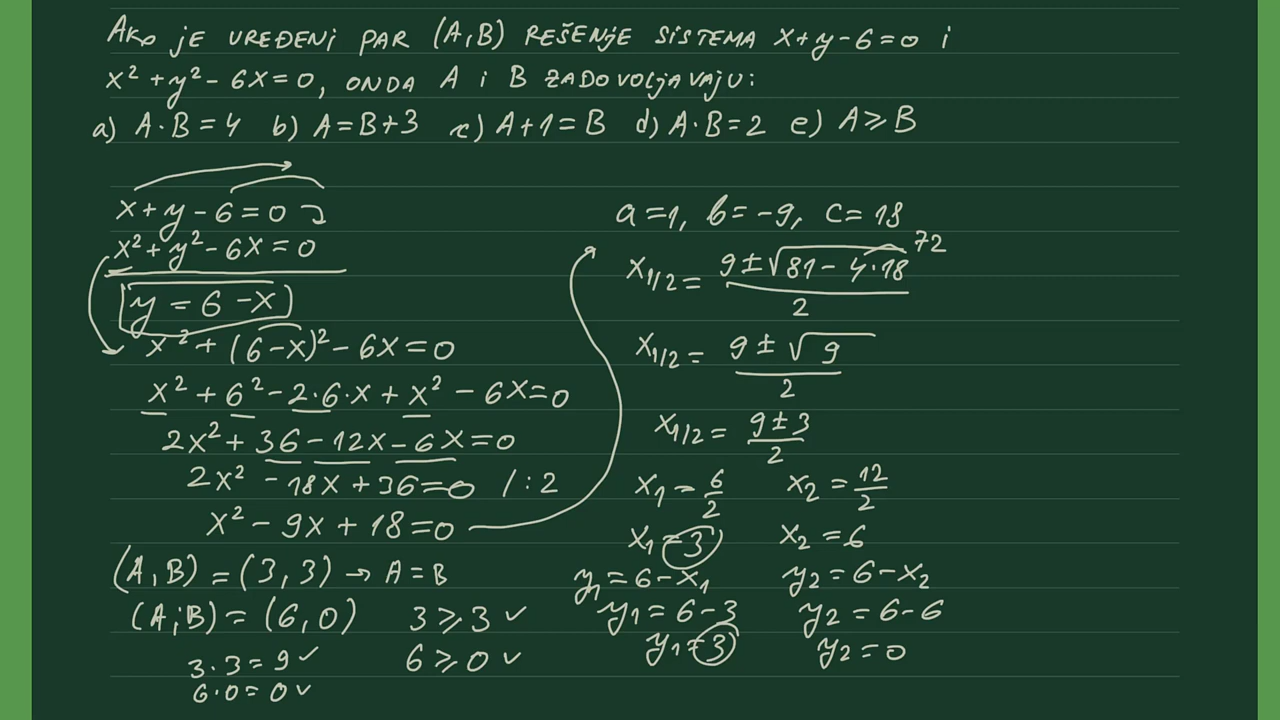 AKO JE UREĐENI PAR (A,B) REŠENJE SISTEMA x+y-6=0 i
x²+y²-6x=0, ONDA A i B ZADOVOLJAVAJU:
a) A·B=4 b) A=B+3 c) A+1=B d) A·B=2 e) A≥B
x+y-6=0
x²+y²-6x=0
y=6-x
x²+(6-x)²-6x=0
x²+6²-2·6·x+x²-6x=0
2x²+36-12x-6x=0
2x²-18x+36=0 /:2
x²-9x+18=0
(A,B)=(3,3)→A=B
(A,B)=(6,0) 3≥3 ✓
3·3=9 ✓ 6≥0 ✓
6·0=0 ✓
a=1, b=-9, c=18
x1/2 = (9±√(81-4·18))/2 72
x1/2 = (9±√9)/2
x1/2 = (9±3)/2
x1=6/2 x2=12/2
x1=3 x2=6
y1=6-x1 y2=6-x2
y1=6-3 y2=6-6
y1=3 y2=0